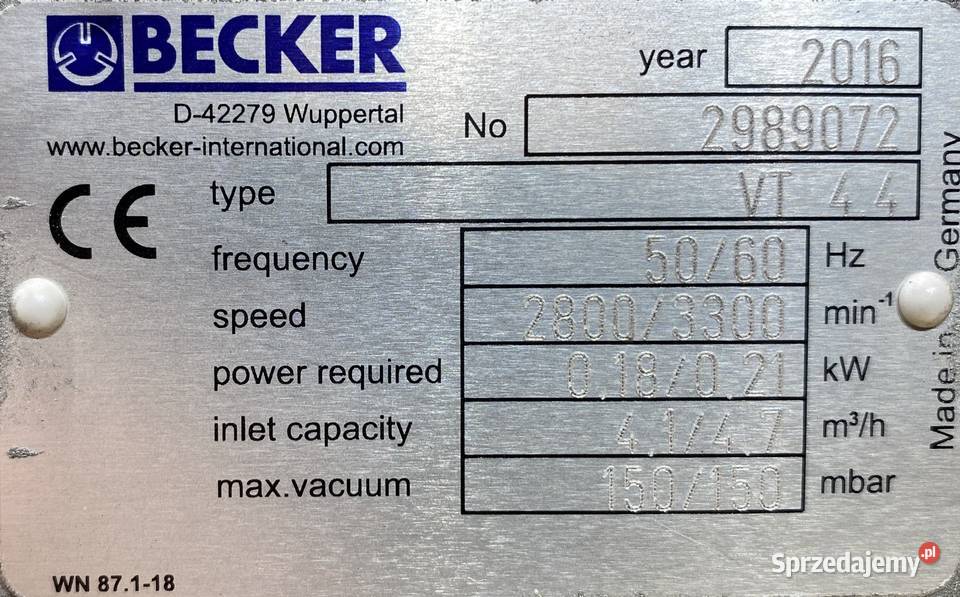 BECKER
D-42279 Wuppertal
www.becker-international.com
year 2016
No 2989072
type VT 4 4
frequency 50/60 Hz
speed 2800/3300 min⁻¹
power required 0,18/0,21 kW
inlet capacity 4,1/4,7 m³/h
max.vacuum 150/150 mbar
Made in Germany
CE
WN 87.1-18
Sprzedajemy.pl